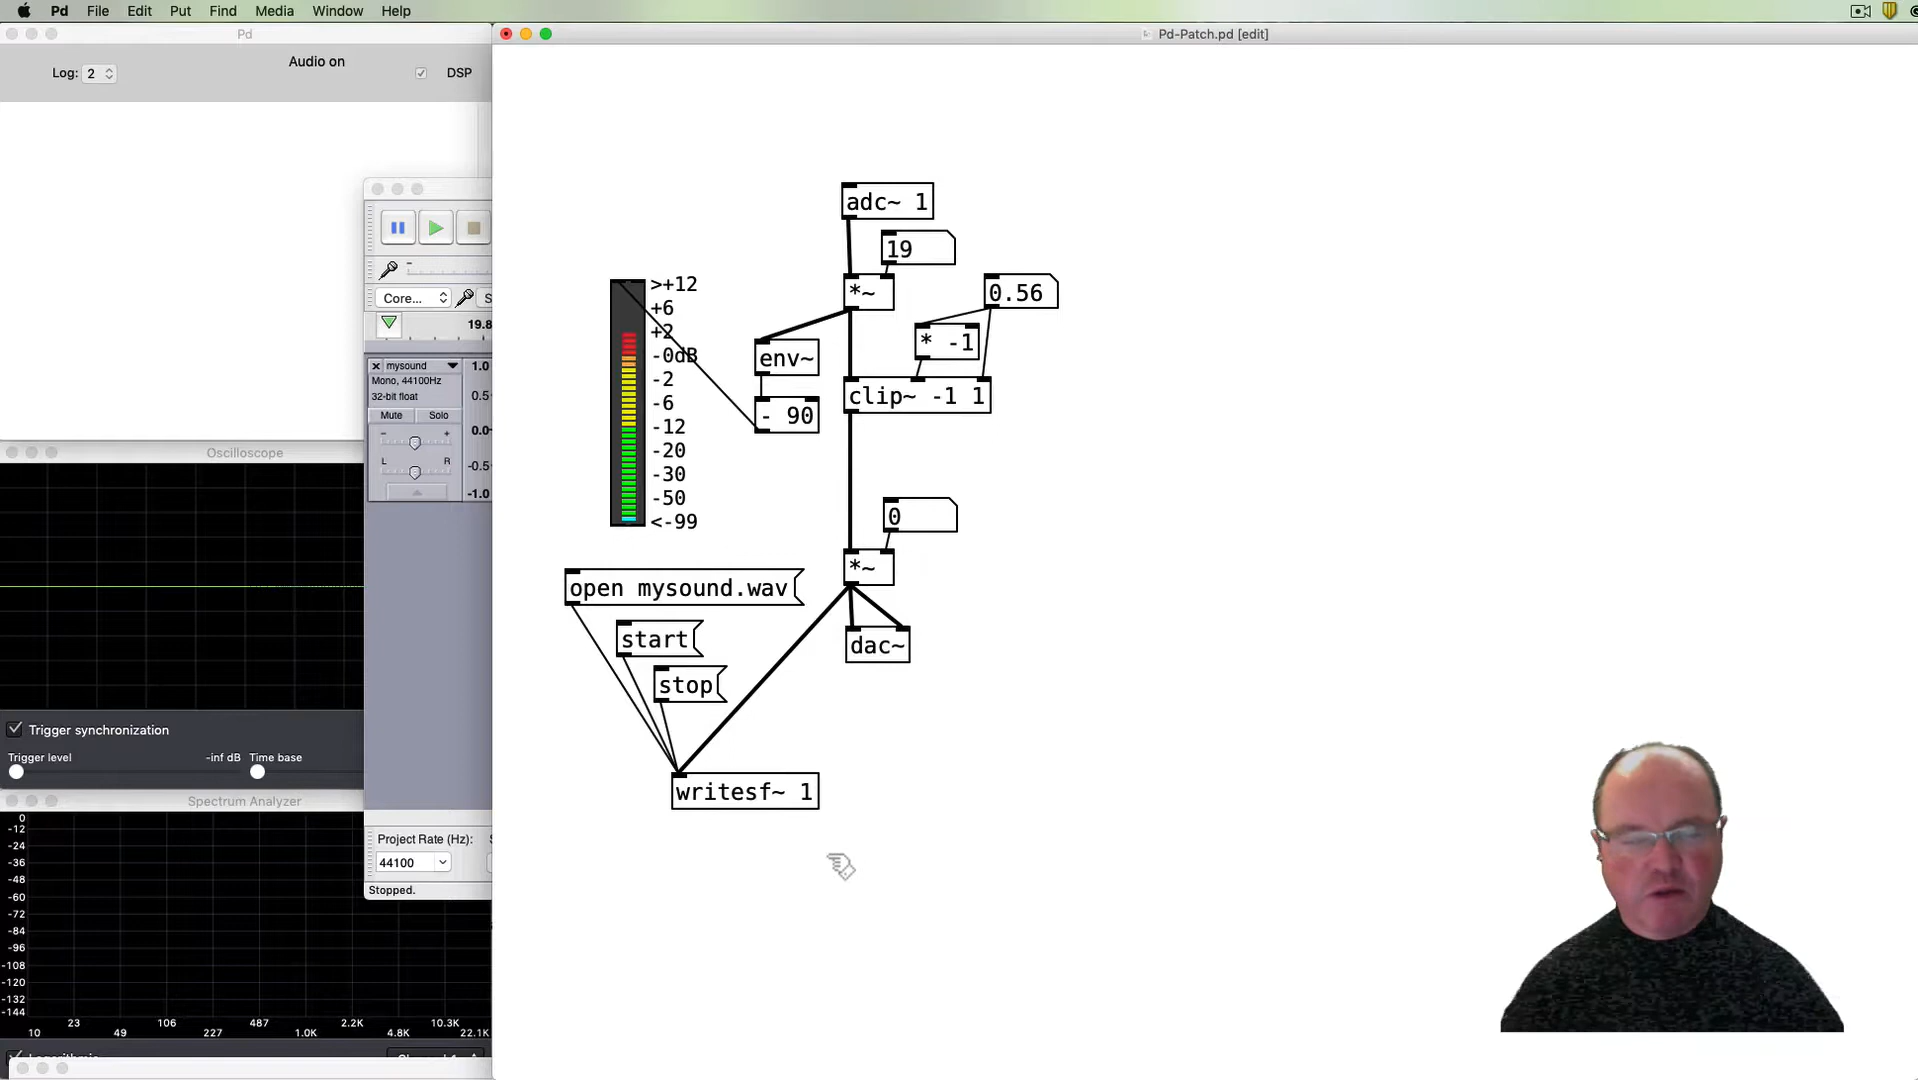 Pd File Edit Put Find Media Window Help
Pd
Log: 2
Audio on
DSP
Pd-Patch.pd [edit]
adc~ 1
19
*~
0.56
* -1
env~
- 90
clip~ -1 1
>+12
+6
+2
-0dB
-2
-6
-12
-20
-30
-50
<-99
0
*~
dac~
open mysound.wav
start
stop
writesf~ 1
Core...
S
19.8
mysound
1.0
Mono, 44100Hz
32-bit float
0.5
Mute Solo
- +
0.0
L R
-0.5
-1.0
Project Rate (Hz): S
44100
Stopped.
Oscilloscope
Trigger synchronization
Trigger level -inf dB Time base
Spectrum Analyzer
0
-12
-24
-36
-48
-60
-72
-84
-96
-108
-120
-132
-144
23 106 487 2.2K 10.3K
10 49 227 1.0K 4.8K 22.1K